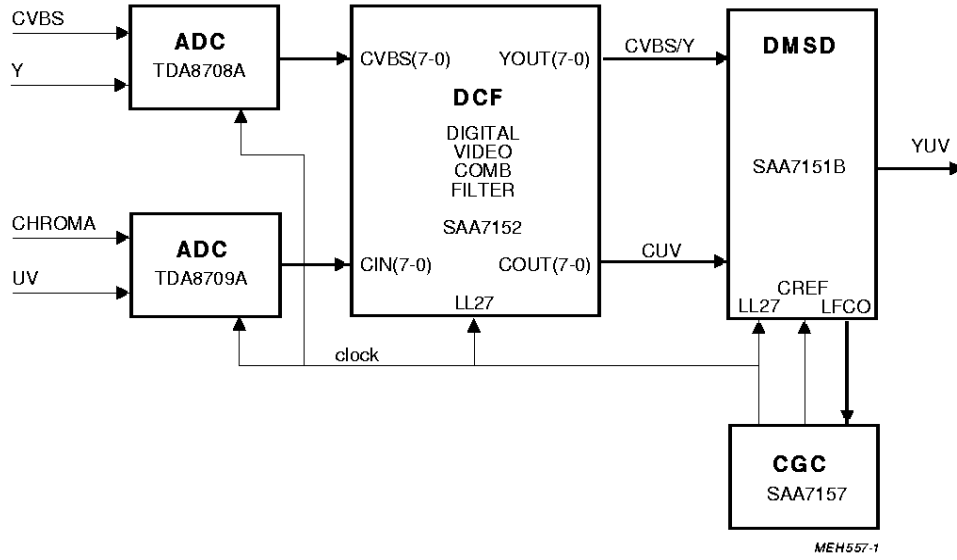 CVBS
Y
ADC
TDA8708A
CHROMA
UV
ADC
TDA8709A
CVBS(7-0)
YOUT(7-0)
DCF
DIGITAL
VIDEO
COMB
FILTER
SAA7152
CIN(7-0)
COUT(7-0)
LL27
CVBS/Y
CUV
DMSD
SAA7151B
CREF
LL27
LFCO
YUV
clock
CGC
SAA7157
MEH557-1